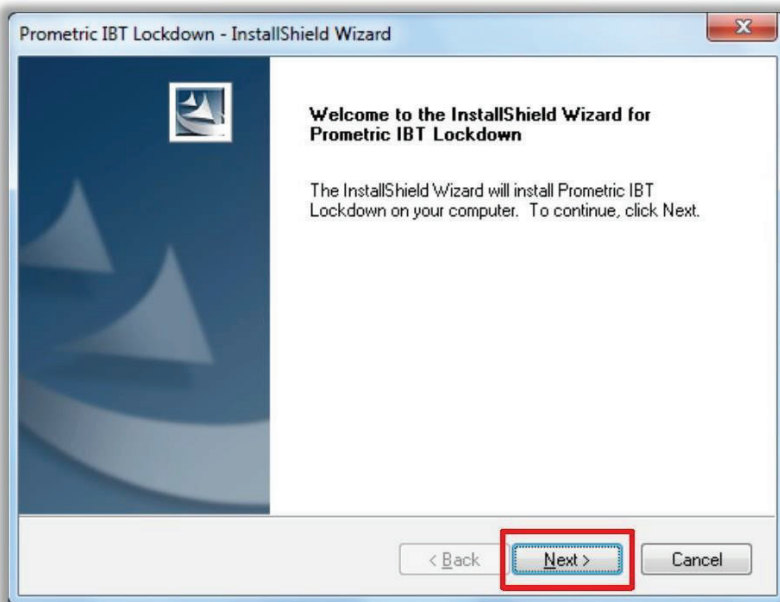 Prometric IBT Lockdown - InstallShield Wizard
Welcome to the InstallShield Wizard for
Prometric IBT Lockdown
The InstallShield Wizard will install Prometric IBT
Lockdown on your computer. To continue, click Next.
< Back Next > Cancel